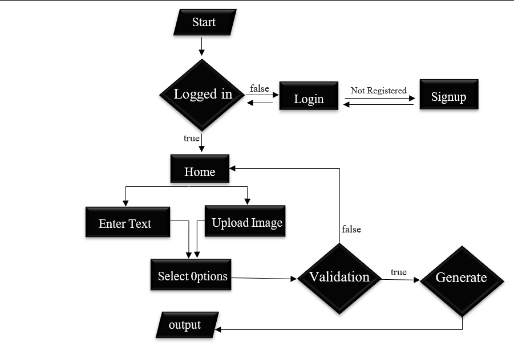 Start
Logged in
false
Login
Not Registered
Signup
true
Home
Enter Text
Upload Image
false
Select 0ptions
Validation
true
Generate
output